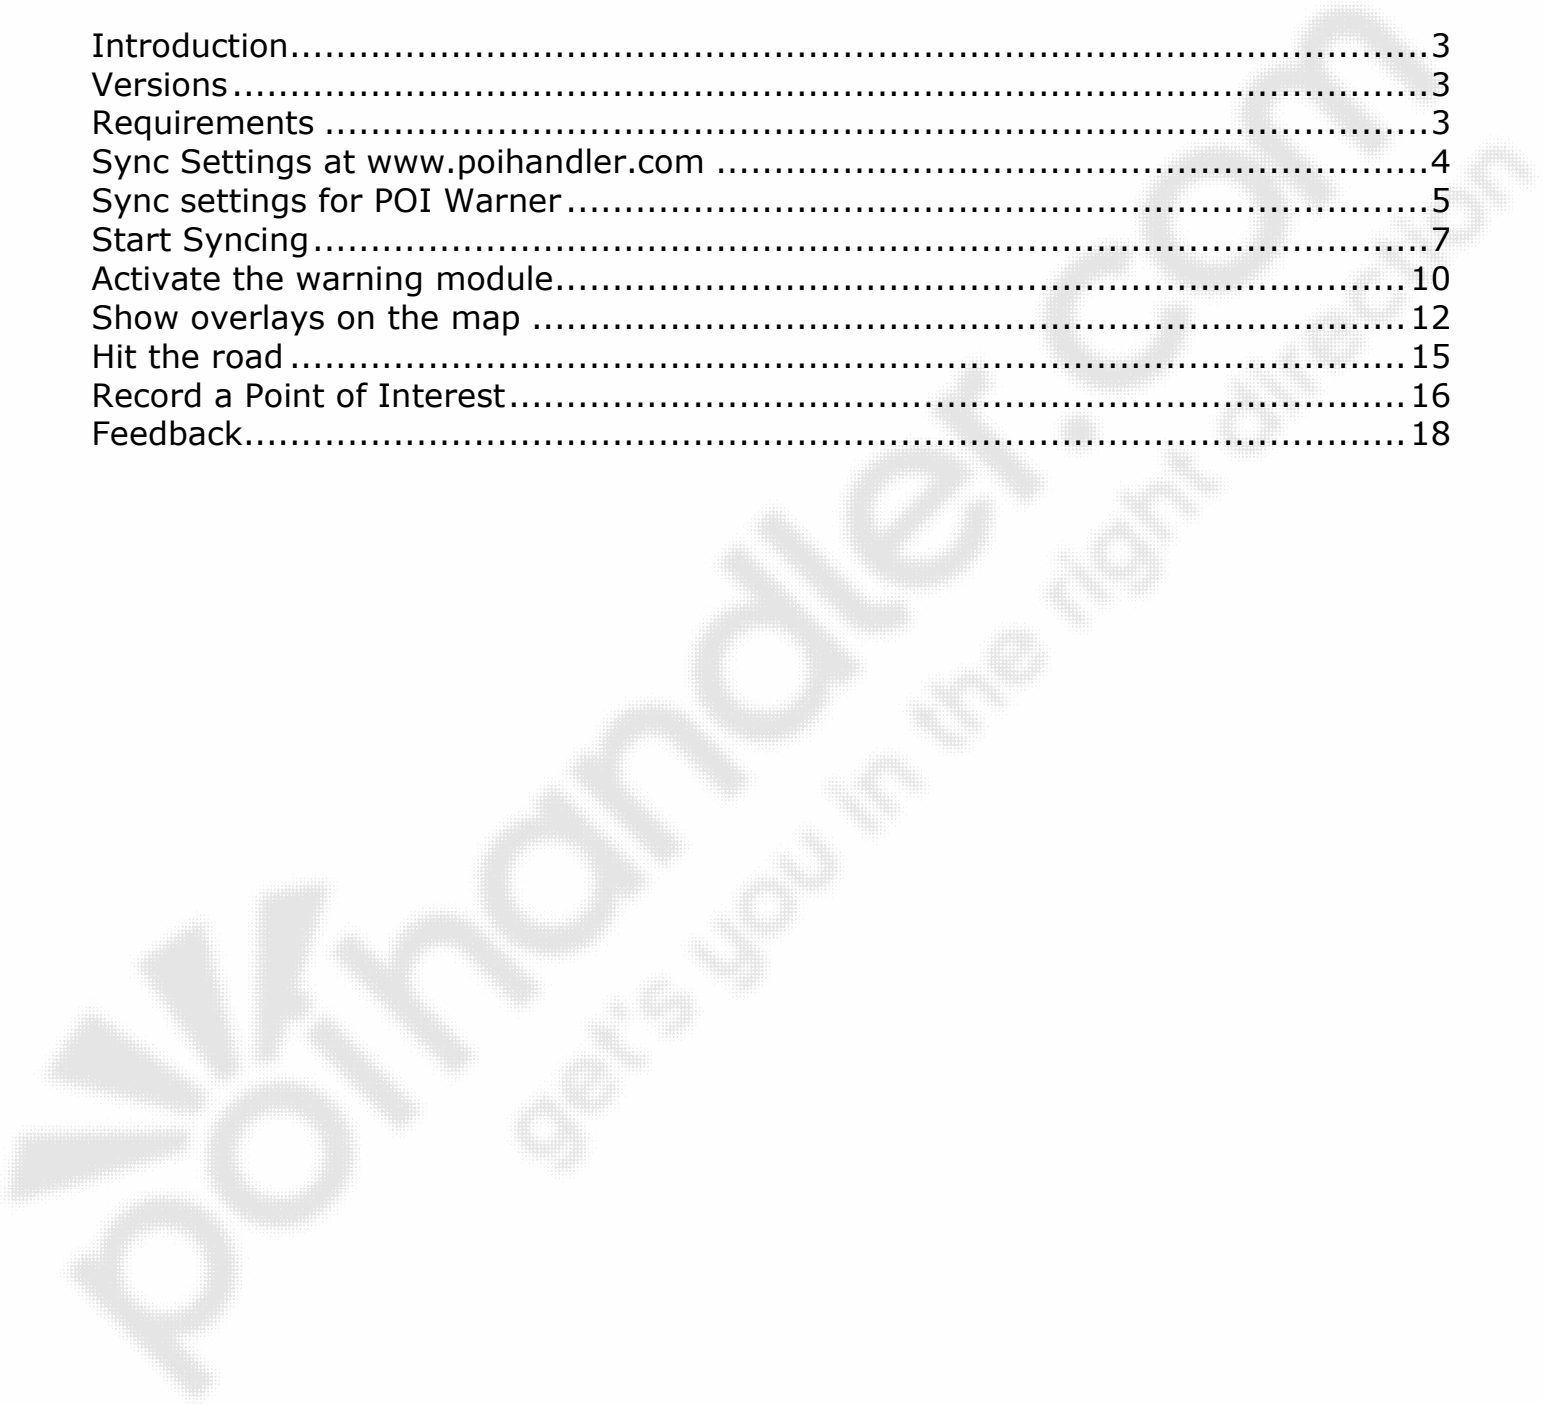 Introduction.......................................................................................................3
Versions............................................................................................................3
Requirements ...................................................................................................3
Sync Settings at www.poihandler.com ...............................................................4
Sync settings for POI Warner............................................................................5
Start Syncing....................................................................................................7
Activate the warning module...........................................................................10
Show overlays on the map .............................................................................12
Hit the road ...................................................................................................15
Record a Point of Interest................................................................................16
Feedback.......................................................................................................18
poihandler.com
get's you in the right direction